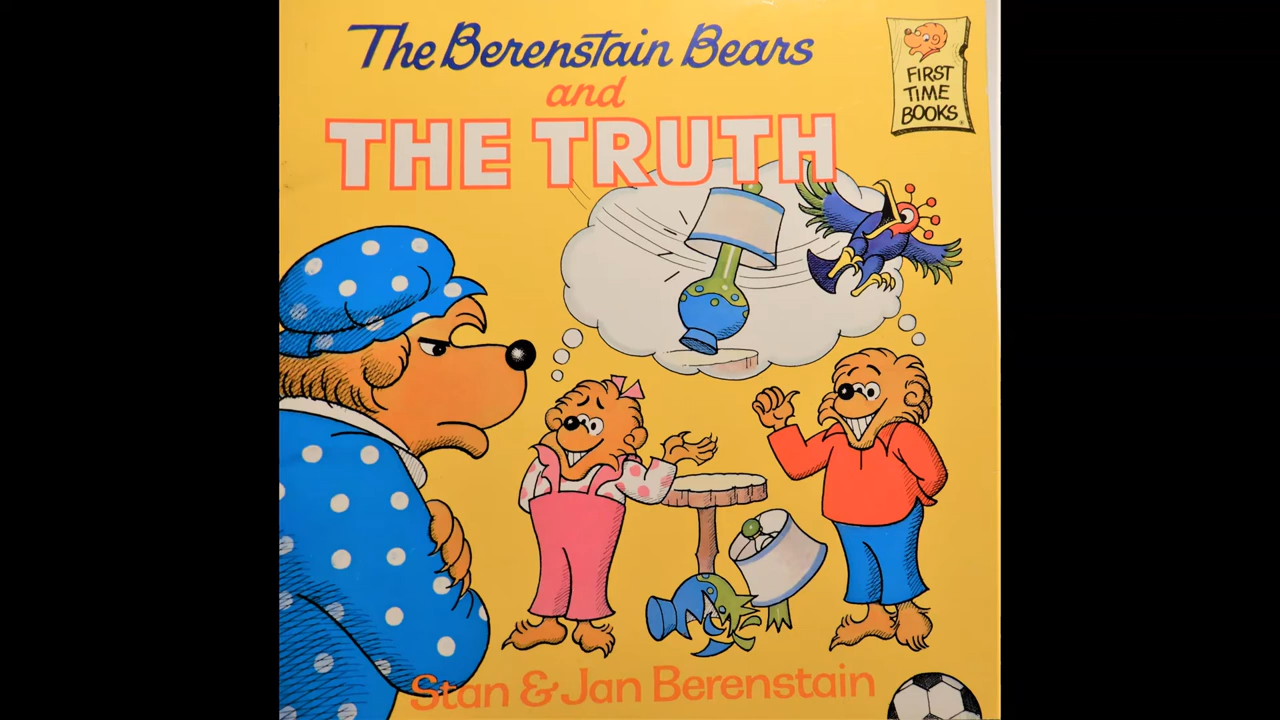 The Berenstain Bears
and
THE TRUTH
FIRST
TIME
BOOKS
Stan & Jan Berenstain